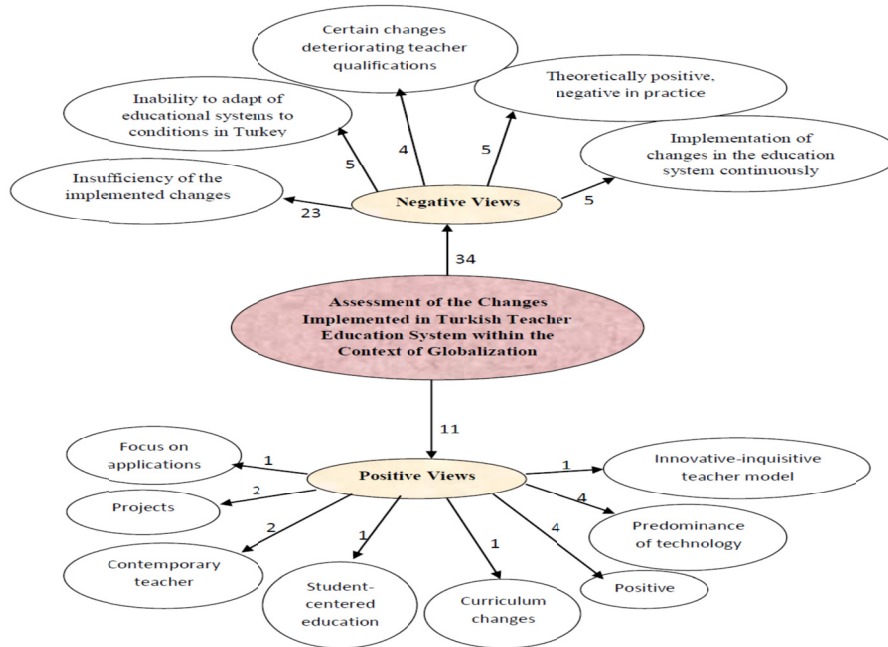 Certain changes
deteriorating teacher
qualifications
Theoretically positive,
negative in practice
Inability to adapt of
educational systems to
conditions in Turkey
Implementation of
changes in the education
system continuously
Insufficiency of the
implemented changes
4
5
5
5
23
Negative Views
34
Assessment of the Changes
Implemented in Turkish Teacher
Education System within the
Context of Globalization
11
Positive Views
Focus on
applications
1
1
Innovative-inquisitive
teacher model
Projects
2
4
Predominance
of technology
Contemporary
teacher
2
1
1
4
Positive
Student-
centered
education
Curriculum
changes